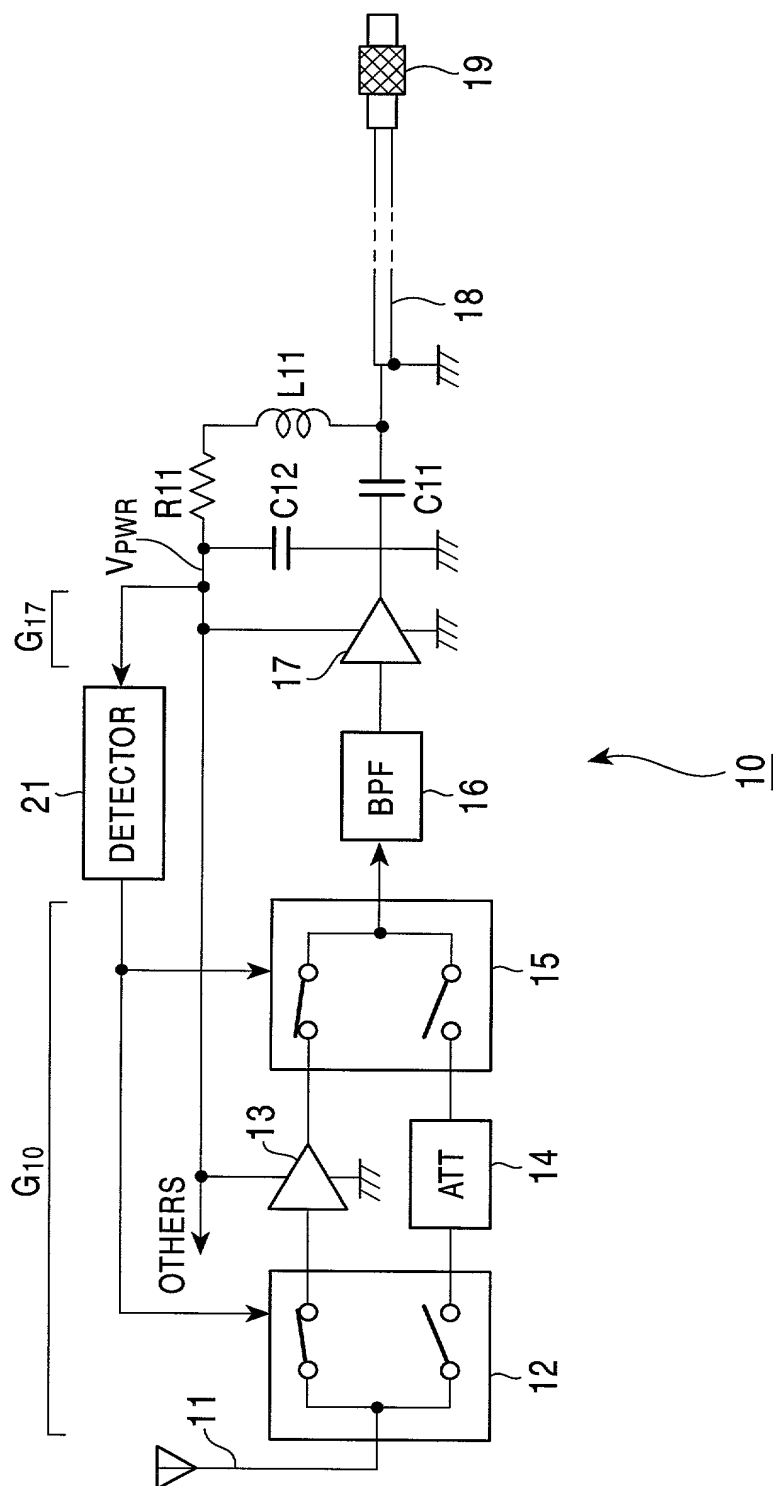 G10
G17
21
DETECTOR
VPWR
R11
L11
C12
C11
OTHERS
11
12
13
ATT
14
15
BPF
16
17
18
19
10